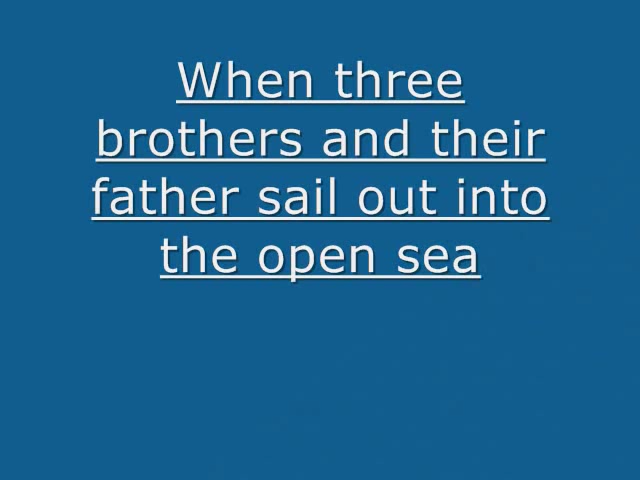 When three
brothers and their
father sail out into
the open sea